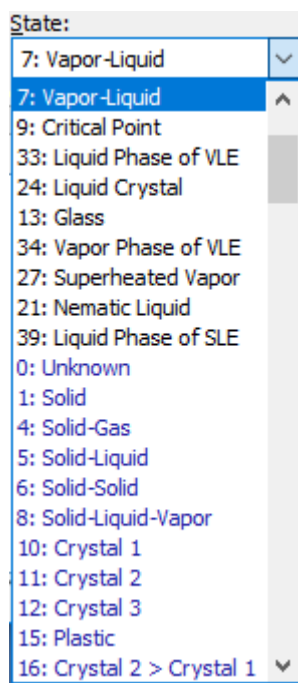 State:
7: Vapor-Liquid
7: Vapor-Liquid
9: Critical Point
33: Liquid Phase of VLE
24: Liquid Crystal
13: Glass
34: Vapor Phase of VLE
27: Superheated Vapor
21: Nematic Liquid
39: Liquid Phase of SLE
0: Unknown
1: Solid
4: Solid-Gas
5: Solid-Liquid
6: Solid-Solid
8: Solid-Liquid-Vapor
10: Crystal 1
11: Crystal 2
12: Crystal 3
15: Plastic
16: Crystal 2 > Crystal 1